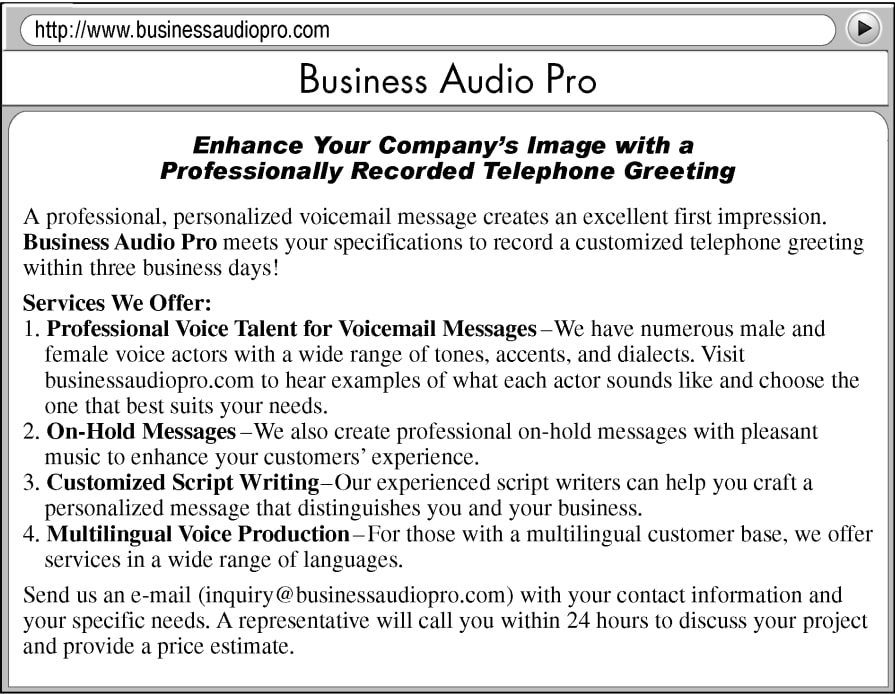 http://www.businessaudiopro.com
Business Audio Pro
Enhance Your Company's Image with a
Professionally Recorded Telephone Greeting
A professional, personalized voicemail message creates an excellent first impression.
Business Audio Pro meets your specifications to record a customized telephone greeting
within three business days!
Services We Offer:
1. Professional Voice Talent for Voicemail Messages–We have numerous male and
female voice actors with a wide range of tones, accents, and dialects. Visit
businessaudiopro.com to hear examples of what each actor sounds like and choose the
one that best suits your needs.
2. On-Hold Messages–We also create professional on-hold messages with pleasant
music to enhance your customers' experience.
3. Customized Script Writing–Our experienced script writers can help you craft a
personalized message that distinguishes you and your business.
4. Multilingual Voice Production–For those with a multilingual customer base, we offer
services in a wide range of languages.
Send us an e-mail (inquiry@businessaudiopro.com) with your contact information and
your specific needs. A representative will call you within 24 hours to discuss your project
and provide a price estimate.